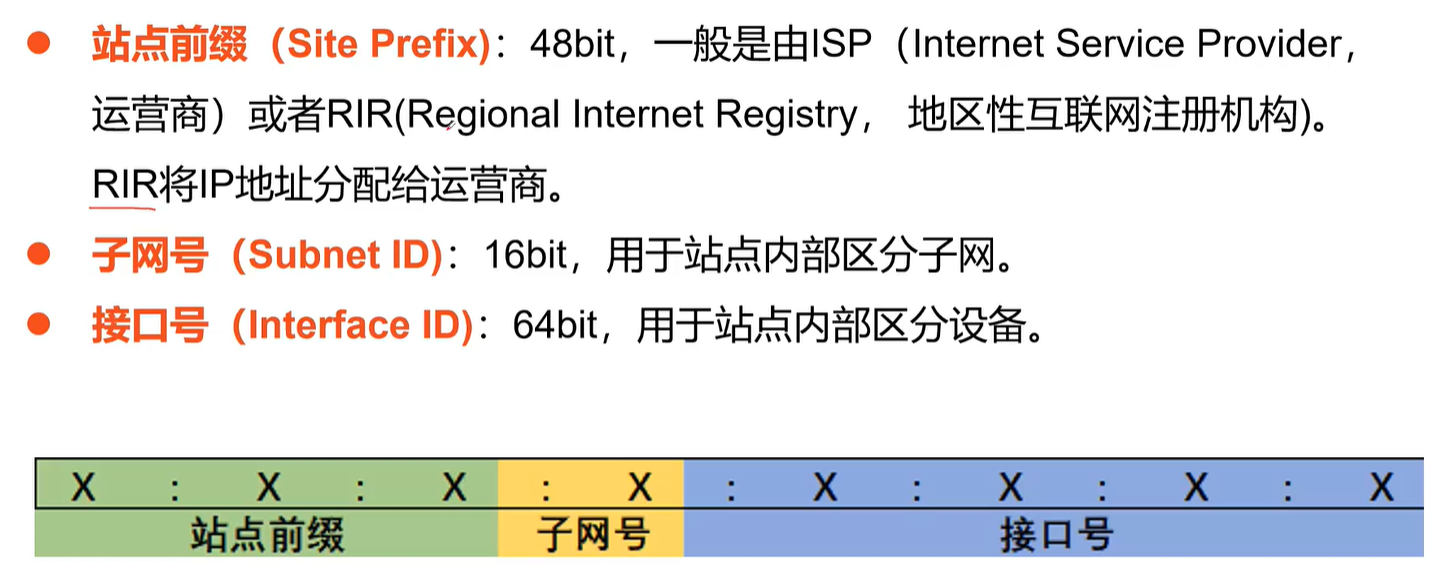 站点前缀（Site Prefix)：48bit，一般是由ISP（Internet Service Provider，
运营商）或者RIR(Regional Internet Registry， 地区性互联网注册机构)。
RIR将IP地址分配给运营商。
子网号（Subnet ID)：16bit，用于站点内部区分子网。
接口号（Interface ID)：64bit，用于站点内部区分设备。
X : X : X : X : X : X : X : X
站点前缀 子网号 接口号